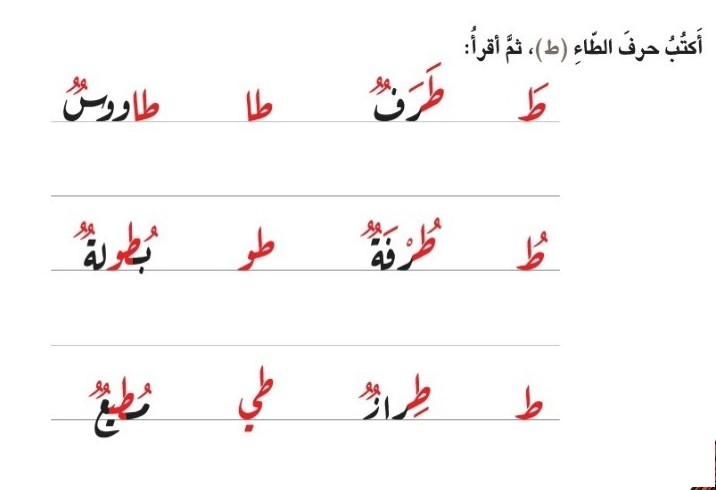 أَكتُبُ حرفَ الطّاءِ (ط)، ثمَّ أقرأُ:
طَ طَرَفٌ طا طاووسٌ
طُ طُرْفَةٌ طو بُطولةٌ
ط طِرازٌ طي مُطيعٌ